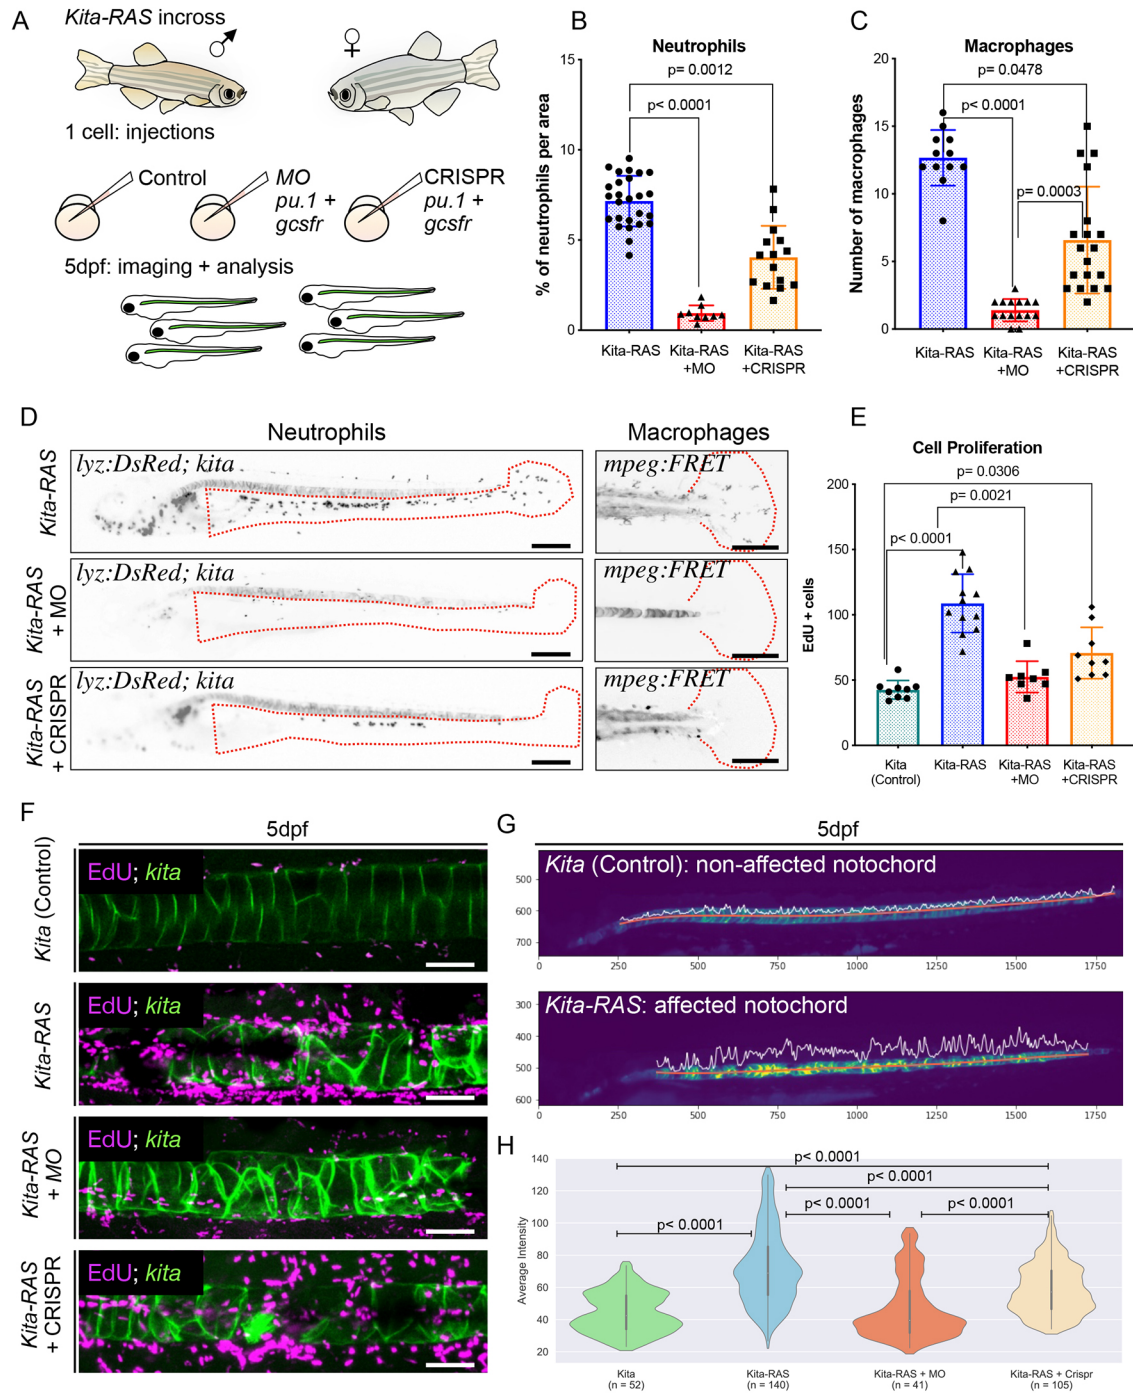 A
Kita-RAS incross
1 cell: injections
Control
MO
pu.1 +
gcsfr
CRISPR
pu.1 +
gcsfr
5dpf: imaging + analysis
B
Neutrophils
p= 0.0012
p< 0.0001
% of neutrophils per area
15
10
5
0
Kita-RAS
Kita-RAS
+MO
Kita-RAS
+CRISPR
C
Macrophages
p= 0.0478
p< 0.0001
p= 0.0003
Number of macrophages
20
15
10
5
0
Kita-RAS
Kita-RAS
+MO
Kita-RAS
+CRISPR
D
Neutrophils
Macrophages
Kita-RAS
lyz:DsRed; kita
mpeg:FRET
Kita-RAS
+ MO
lyz:DsRed; kita
mpeg:FRET
Kita-RAS
+ CRISPR
lyz:DsRed; kita
mpeg:FRET
E
Cell Proliferation
p= 0.0306
p= 0.0021
p< 0.0001
EdU + cells
200
150
100
50
0
Kita
(Control)
Kita-RAS
Kita-RAS
+MO
Kita-RAS
+CRISPR
F
5dpf
Kita (Control)
EdU; kita
Kita-RAS
EdU; kita
Kita-RAS
+ MO
EdU; kita
Kita-RAS
+ CRISPR
EdU; kita
G
5dpf
Kita (Control): non-affected notochord
500
600
700
0 250 500 750 1000 1250 1500 1750
Kita-RAS: affected notochord
300
400
500
600
0 250 500 750 1000 1250 1500 1750
H
p< 0.0001
p< 0.0001
p< 0.0001
p< 0.0001
p< 0.0001
Average Intensity
140
120
100
80
60
40
20
Kita
(n = 52)
Kita-RAS
(n = 140)
Kita-RAS + MO
(n = 41)
Kita-RAS + Crispr
(n = 105)